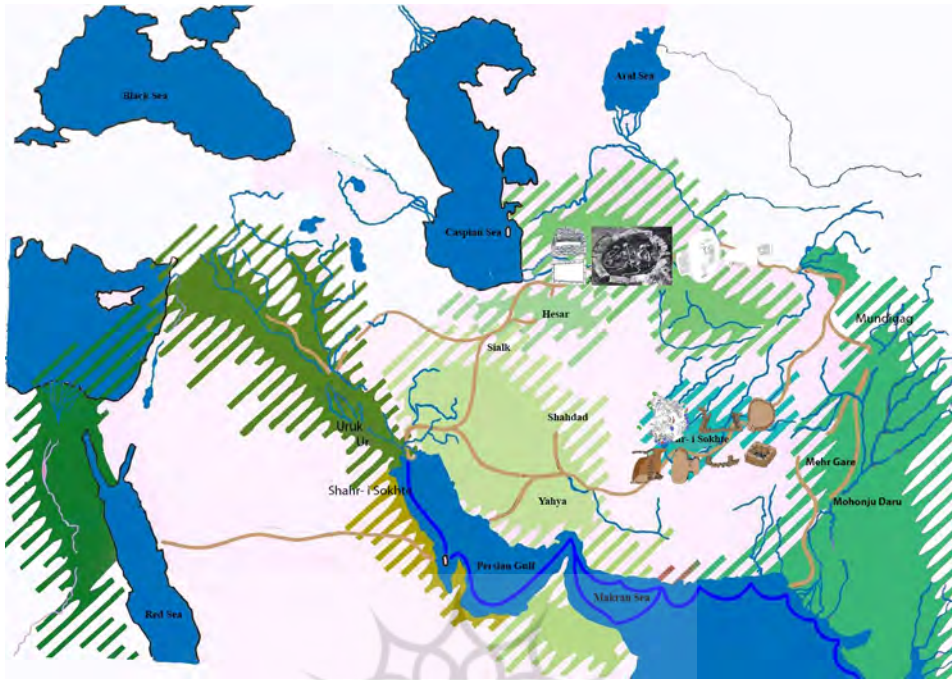 Black Sea
Aral Sea
Caspian Sea
Hesar
Mundigag
Sialk
Shahdad
Uruk
Ur
r- i Sokhte
Mehr Gare
Shahr- i Sokhte
Yahya
Mohonju Daru
Persian Gulf
Makran Sea
Red Sea